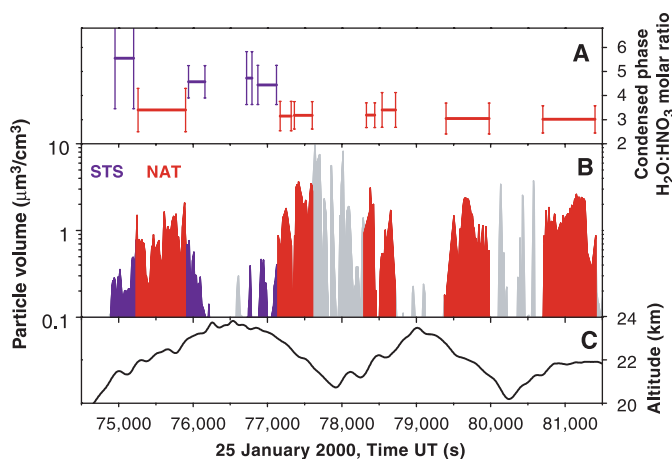 A
6
5
4
3
2
Condensed phase
H2O:HNO3 molar ratio
B
STS NAT
10
1
0.1
Particle volume (μm3/cm3)
C
24
22
20
Altitude (km)
75,000 76,000 77,000 78,000 79,000 80,000 81,000
25 January 2000, Time UT (s)